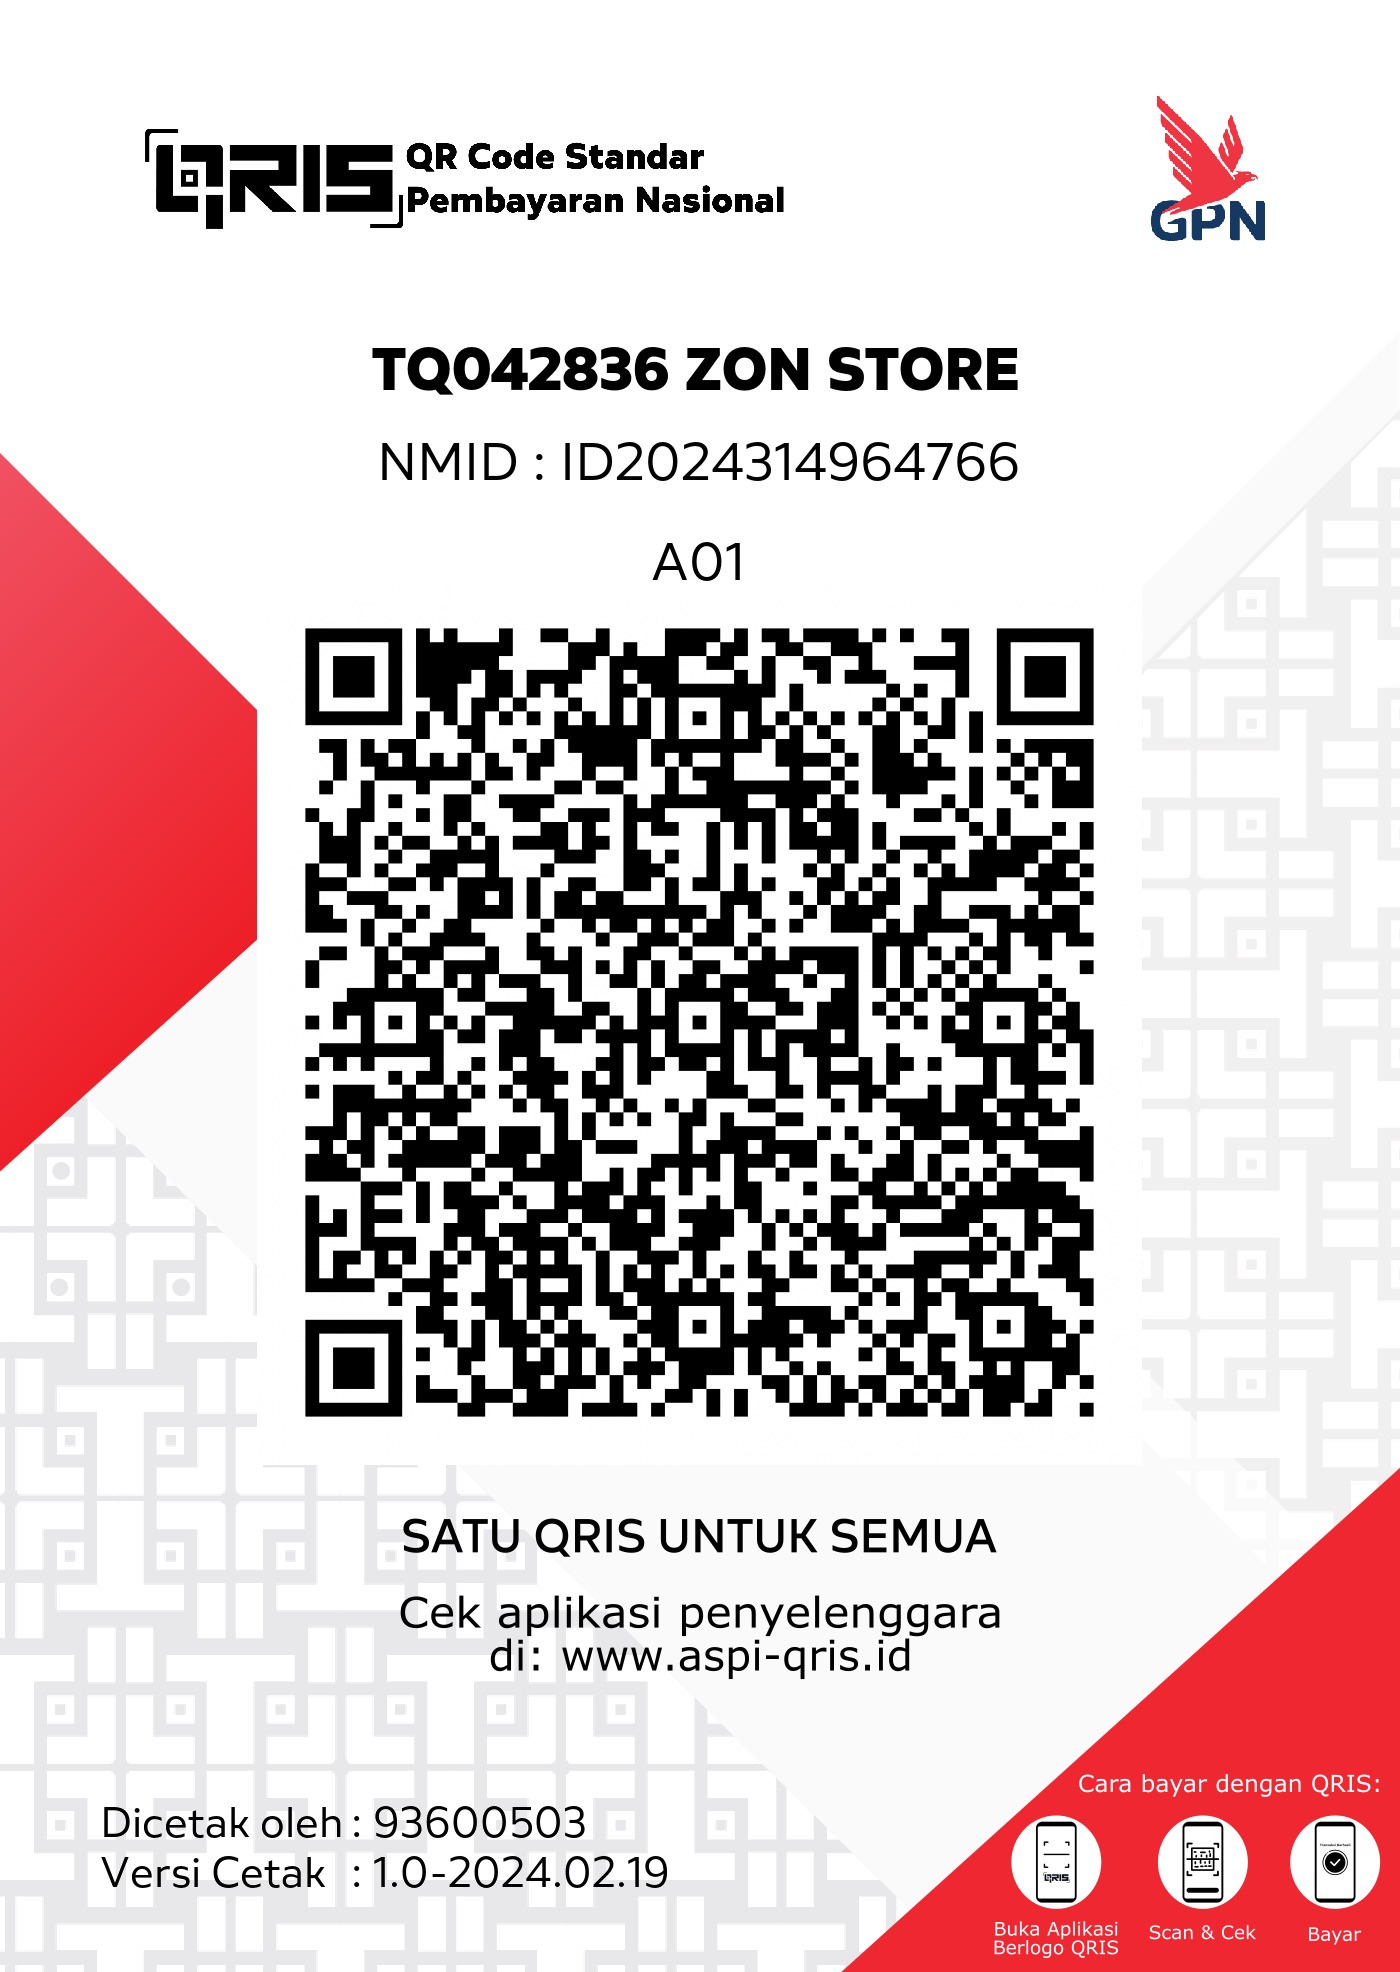 QRIS
QR Code Standar
Pembayaran Nasional
GPN
TQ042836 ZON STORE
NMID : ID2024314964766
A01
SATU QRIS UNTUK SEMUA
Cek aplikasi penyelenggara
di: www.aspi-qris.id
Dicetak oleh : 93600503
Versi Cetak : 1.0-2024.02.19
Cara bayar dengan QRIS:
QRIS
Buka Aplikasi
Berlogo QRIS
Scan & Cek
Bayar